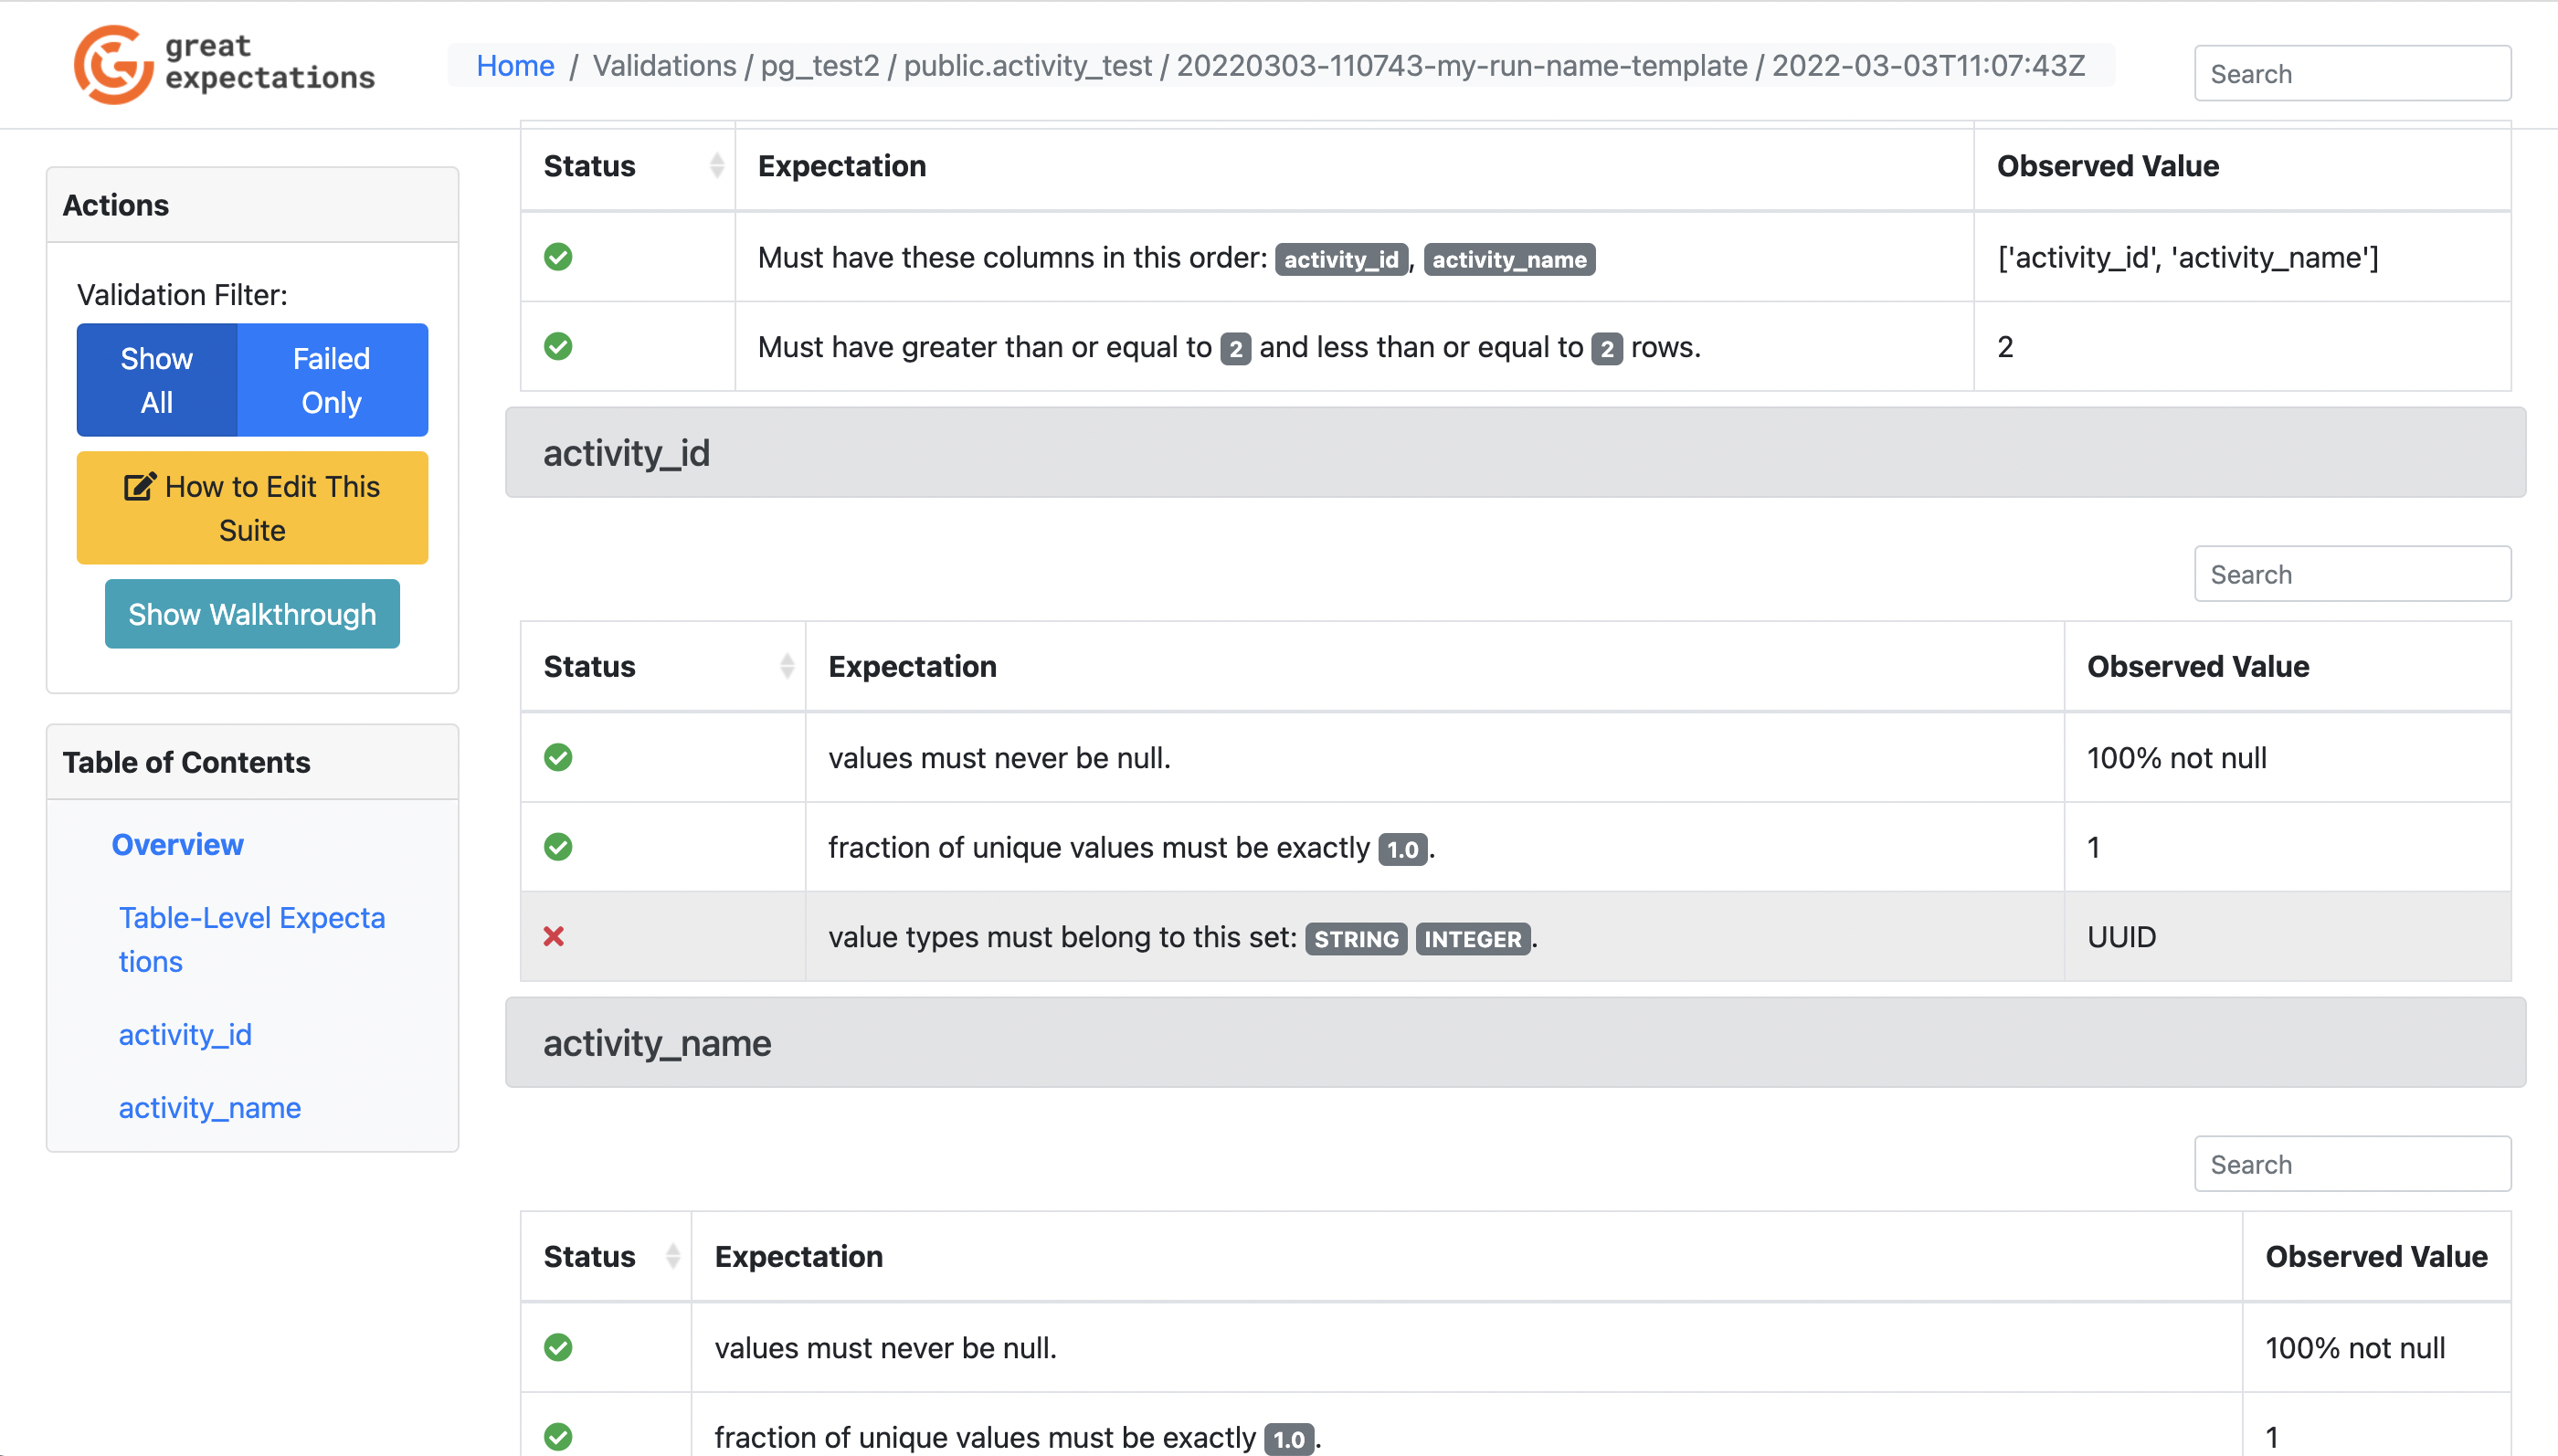 great
expectations
Home / Validations / pg_test2 / public.activity_test / 20220303-110743-my-run-name-template / 2022-03-03T11:07:43Z
Search
Actions
Validation Filter:
Show
All
Failed
Only
How to Edit This
Suite
Show Walkthrough
Table of Contents
Overview
Table-Level Expecta
tions
activity_id
activity_name
Status Expectation Observed Value
Must have these columns in this order: activity_id, activity_name ['activity_id', 'activity_name']
Must have greater than or equal to 2 and less than or equal to 2 rows. 2
activity_id
Search
Status Expectation Observed Value
values must never be null. 100% not null
fraction of unique values must be exactly 1.0. 1
value types must belong to this set: STRING INTEGER. UUID
activity_name
Search
Status Expectation Observed Value
values must never be null. 100% not null
fraction of unique values must be exactly 1.0. 1